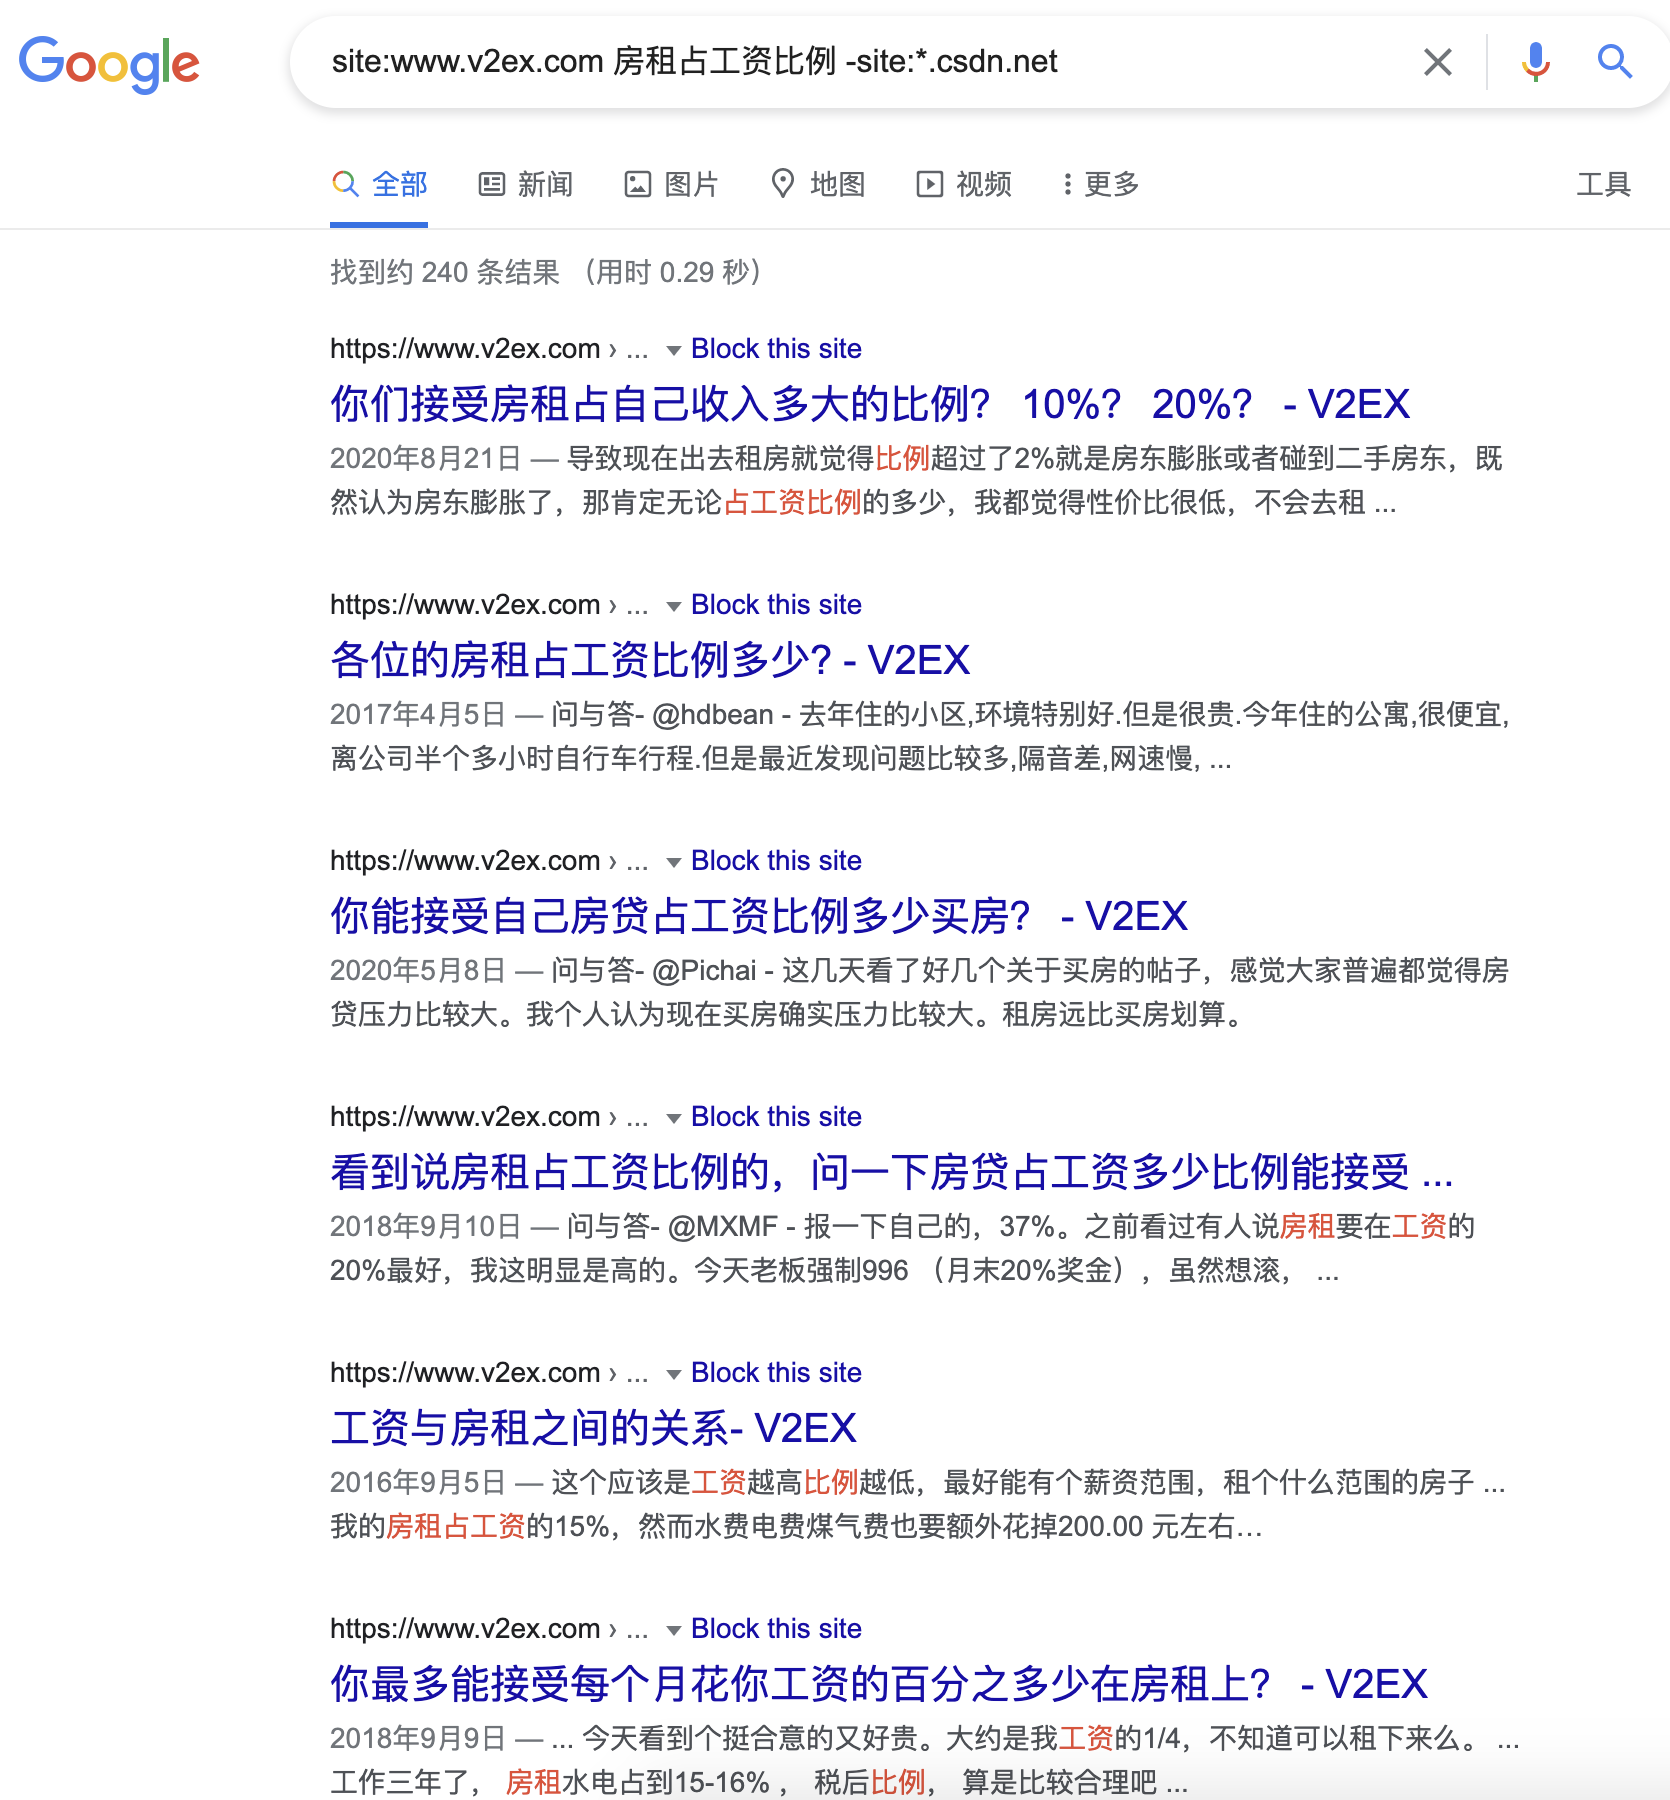 Google
site:www.v2ex.com 房租占工资比例 -site:*.csdn.net
全部 新闻 图片 地图 视频 更多 工具
找到约 240 条结果 （用时 0.29 秒）
https://www.v2ex.com › ... Block this site
你们接受房租占自己收入多大的比例？ 10%？ 20%？ - V2EX
2020年8月21日 — 导致现在出去租房就觉得比例超过了2%就是房东膨胀或者碰到二手房东，既
然认为房东膨胀了，那肯定无论占工资比例的多少，我都觉得性价比很低，不会去租 ...
https://www.v2ex.com › ... Block this site
各位的房租占工资比例多少? - V2EX
2017年4月5日 — 问与答- @hdbean - 去年住的小区,环境特别好.但是很贵.今年住的公寓,很便宜,
离公司半个多小时自行车行程.但是最近发现问题比较多,隔音差,网速慢, ...
https://www.v2ex.com › ... Block this site
你能接受自己房贷占工资比例多少买房？ - V2EX
2020年5月8日 — 问与答- @Pichai - 这几天看了好几个关于买房的帖子，感觉大家普遍都觉得房
贷压力比较大。我个人认为现在买房确实压力比较大。租房远比买房划算。
https://www.v2ex.com › ... Block this site
看到说房租占工资比例的，问一下房贷占工资多少比例能接受 ...
2018年9月10日 — 问与答- @MXMF - 报一下自己的，37%。之前看过有人说房租要在工资的
20%最好，我这明显是高的。今天老板强制996 （月末20%奖金），虽然想滚， ...
https://www.v2ex.com › ... Block this site
工资与房租之间的关系- V2EX
2016年9月5日 — 这个应该是工资越高比例越低，最好能有个薪资范围，租个什么范围的房子 ...
我的房租占工资的15%，然而水费电费煤气费也要额外花掉200.00 元左右...
https://www.v2ex.com › ... Block this site
你最多能接受每个月花你工资的百分之多少在房租上？ - V2EX
2018年9月9日 — ... 今天看到个挺合意的又好贵。大约是我工资的1/4，不知道可以租下来么。 ...
工作三年了， 房租水电占到15-16% ， 税后比例， 算是比较合理吧 ...